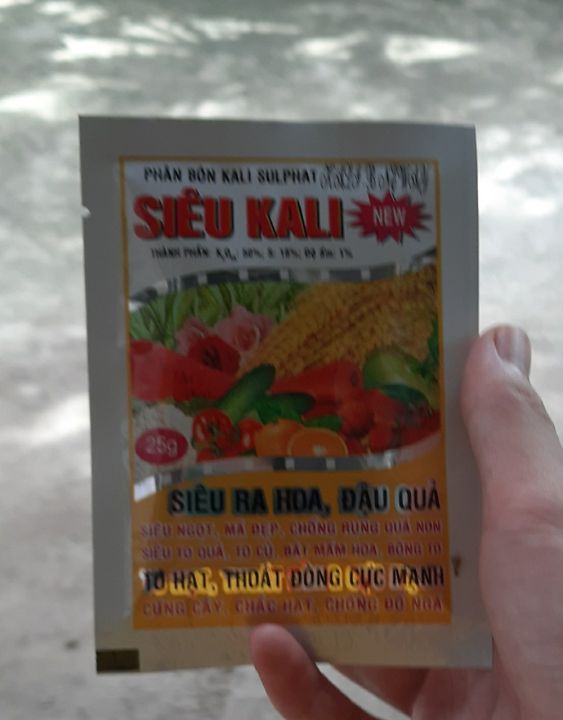 PHÂN BÓN KALI SULPHAT
SIÊU KALI NEW
THÀNH PHẦN: K₂O: 50%; S: 18%; Độ ẩm: 1%
25g
SIÊU RA HOA, ĐẬU QUẢ
SIÊU NGỌT, MÃ ĐẸP, CHỐNG RỤNG QUẢ NON
SIÊU TO QUẢ, TO CỦ, BẬT MẦM HOA, BÔNG TO
TO HẠT, THOÁT ĐÒNG CỰC MẠNH
CỨNG CÂY, CHẮC HẠT, CHỐNG ĐỔ NGÃ